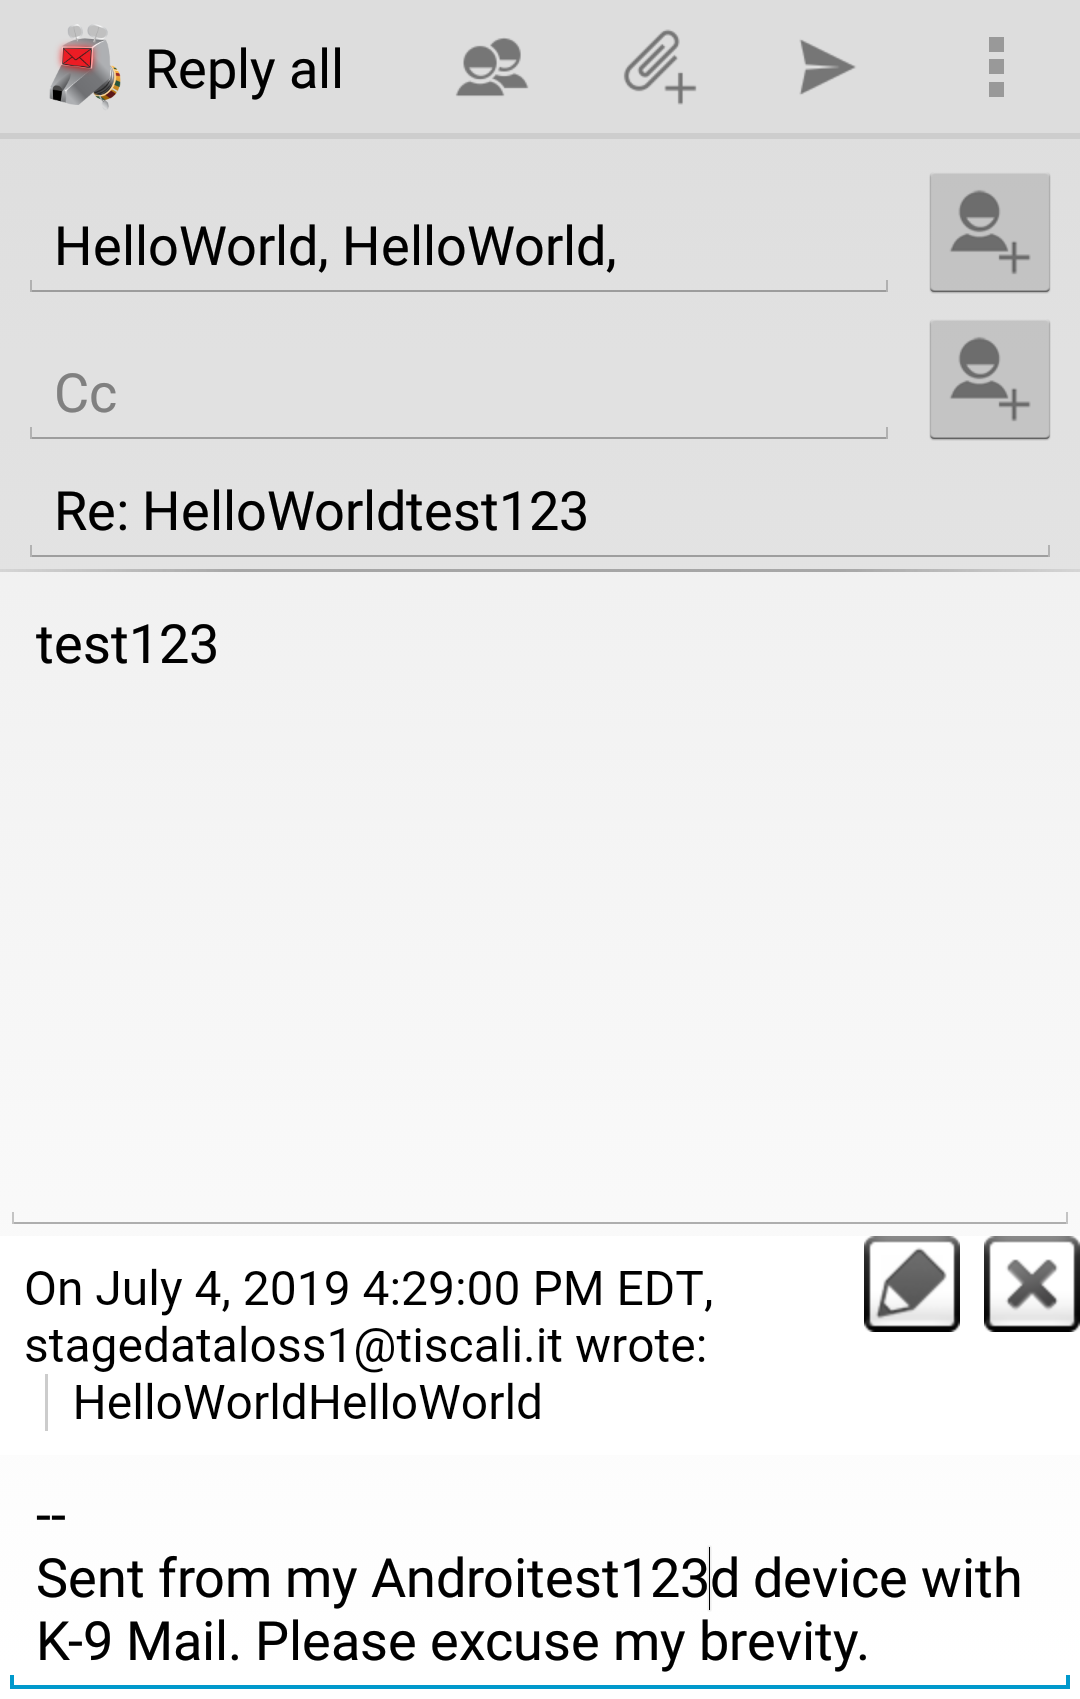 Reply all
HelloWorld, HelloWorld,
Cc
Re: HelloWorldtest123
test123
On July 4, 2019 4:29:00 PM EDT,
stagedataloss1@tiscali.it wrote:
HelloWorldHelloWorld
--
Sent from my Androitest123d device with
K-9 Mail. Please excuse my brevity.